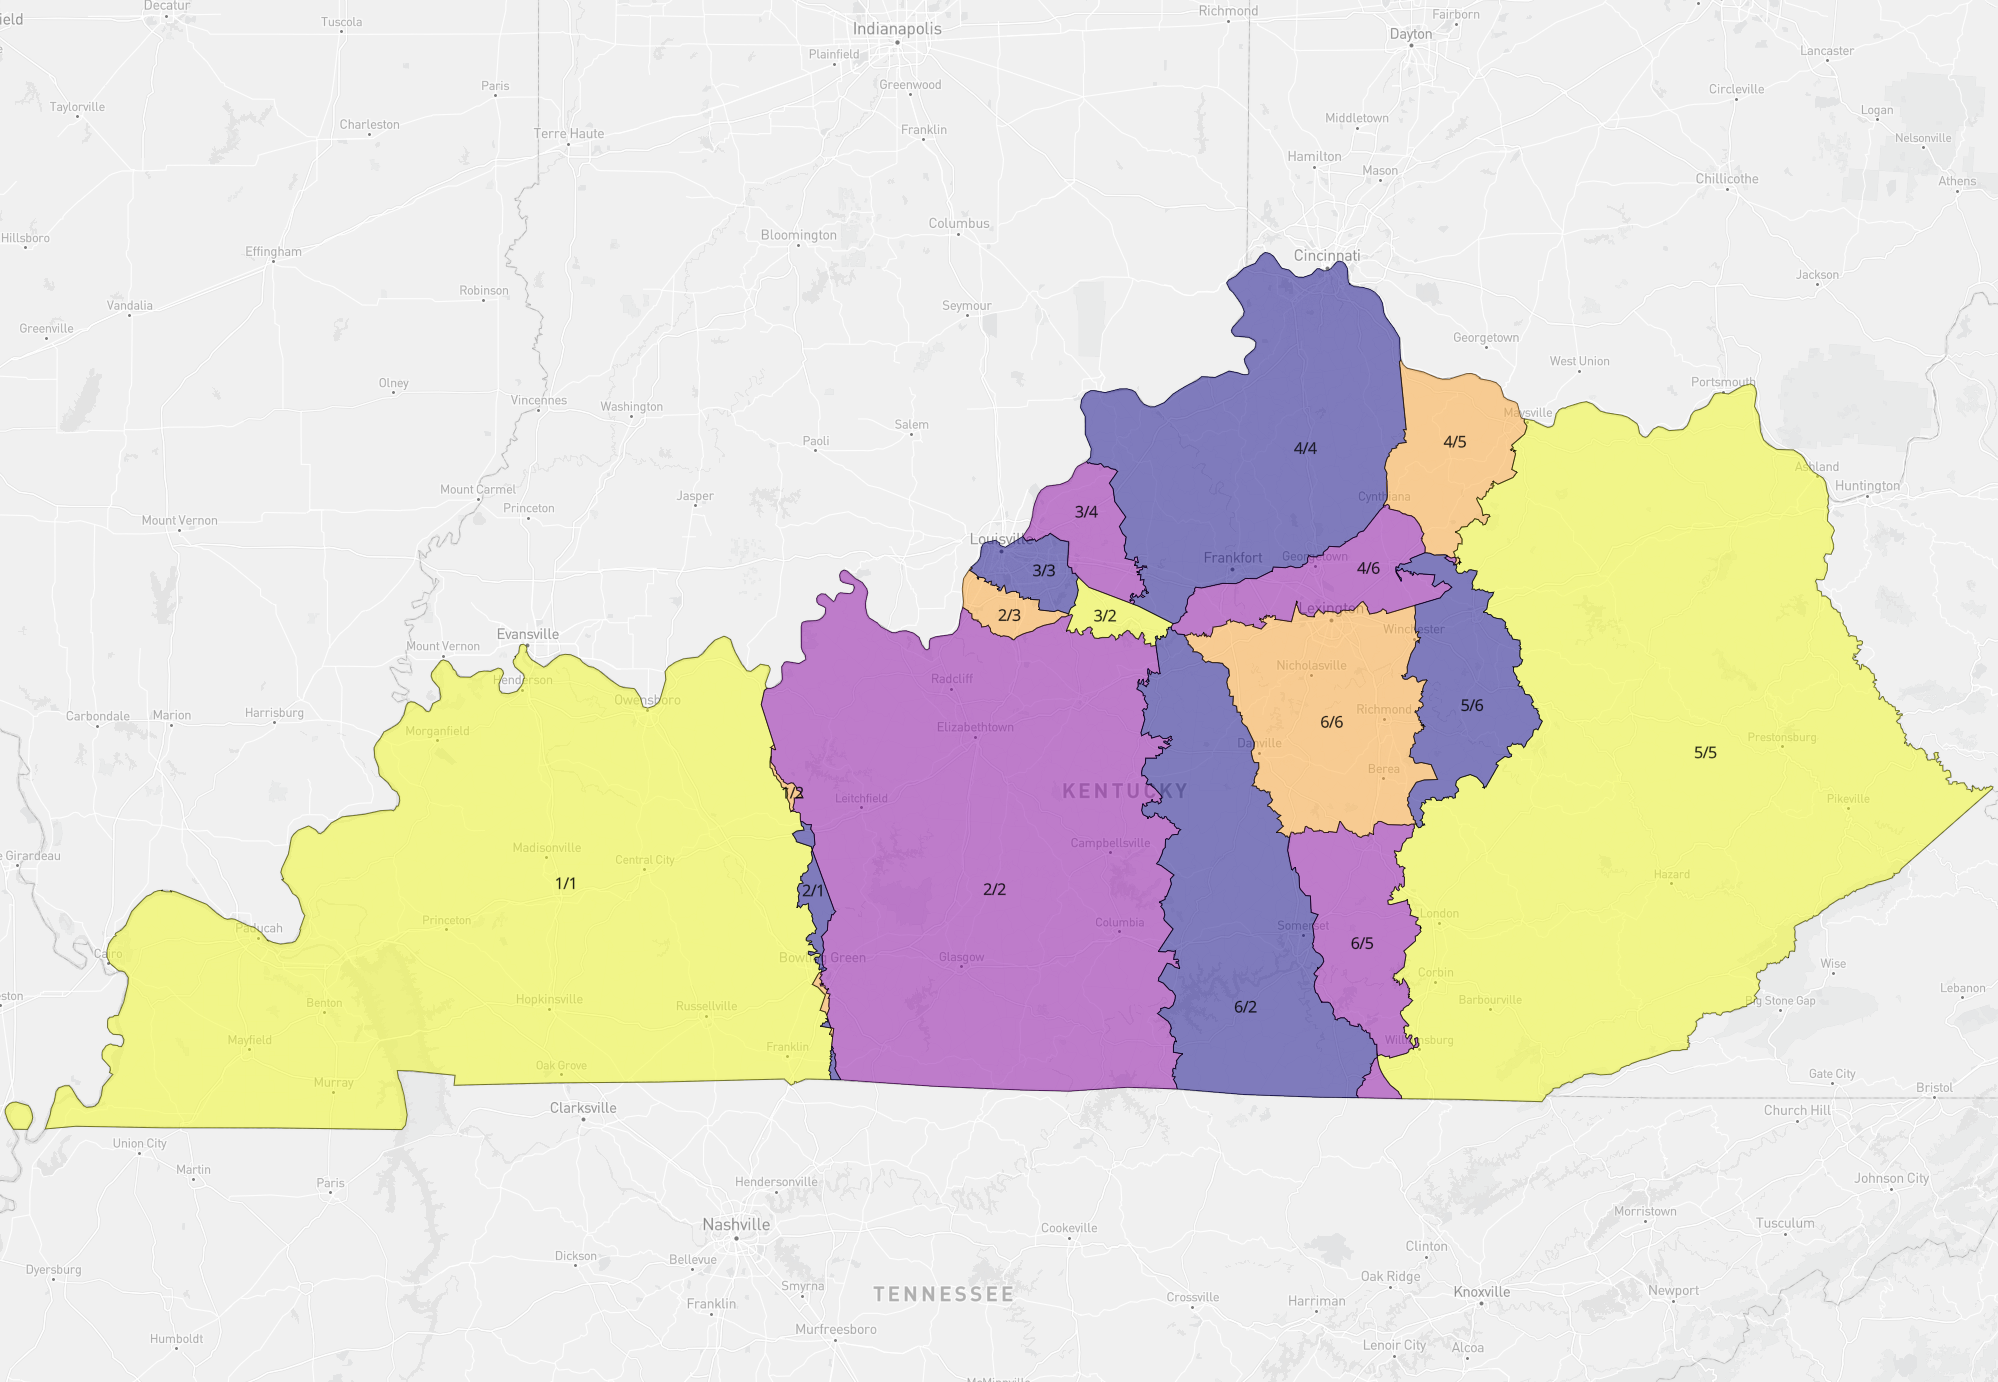 Decatur
Tuscola
Indianapolis
Richmond
Fairborn
Dayton
Lancaster
Plainfield
Paris
Greenwood
Circleville
Taylorville
Charleston
Terre Haute
Franklin
Middletown
Logan
Nelsonville
Hamilton
Mason
Chillicothe
Athens
Hillsboro
Effingham
Bloomington
Columbus
Cincinnati
Jackson
Vandalia
Robinson
Seymour
Greenville
Georgetown
West Union
Olney
Portsmouth
Vincennes
Washington
Salem
Maysville
Paoli
4/4
4/5
Ashland
Mount Carmel
Jasper
Cynthiana
Huntington
Princeton
3/4
Mount Vernon
Louisville
Frankfort
Georgetown
3/3
4/6
Lexington
2/3
3/2
Evansville
Winchester
Mount Vernon
Nicholasville
Henderson
Radcliff
Owensboro
5/6
Carbondale
Marion
Harrisburg
Richmond
6/6
Morganfield
Elizabethtown
Danville
Prestonsburg
5/5
Berea
1/2
KENTUCKY
Leitchfield
Pikeville
Campbellsville
Madisonville
Central City
Girardeau
Hazard
1/1
2/1
2/2
Princeton
Columbia
London
Paducah
Somerset
6/5
Cairo
Bowling Green
Glasgow
Wise
Corbin
Lebanon
Benton
Hopkinsville
Russellville
6/2
Barbourville
Big Stone Gap
Mayfield
Franklin
Williamsburg
Oak Grove
Murray
Gate City
Bristol
Clarksville
Church Hill
Union City
Martin
Paris
Hendersonville
Johnson City
Morristown
Nashville
Cookeville
Tusculum
Dickson
Bellevue
Clinton
Dyersburg
Oak Ridge
Smyrna
TENNESSEE
Crossville
Harriman
Knoxville
Newport
Franklin
Humboldt
Murfreesboro
Lenoir City
Alcoa